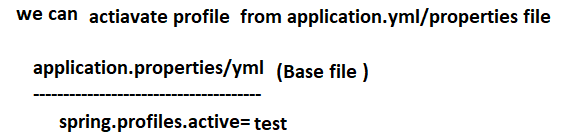 we can actiavate profile from application.yml/properties file
application.properties/yml (Base file )
-------------------------------------
spring.profiles.active= test